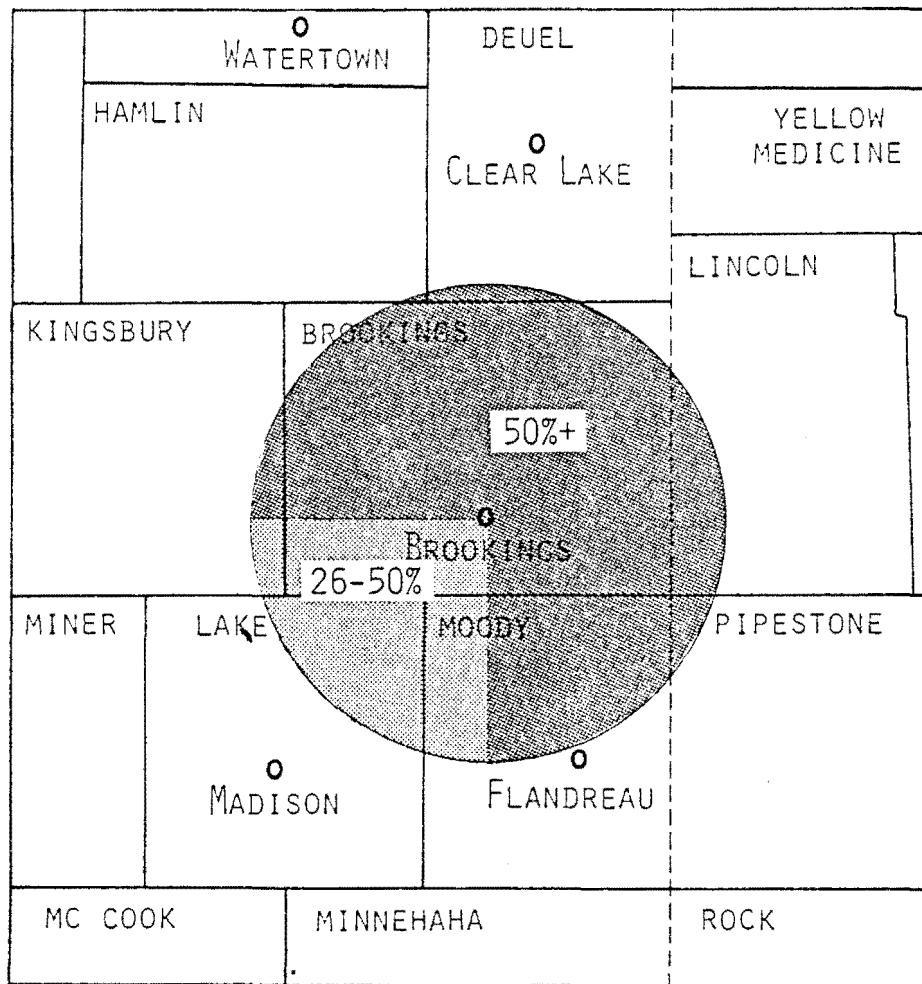 WATERTOWN
DEUEL
HAMLIN
YELLOW
MEDICINE
CLEAR LAKE
LINCOLN
KINGSBURY
BROOKINGS
50%+
BROOKINGS
26-50%
MINER
LAKE
MOODY
PIPESTONE
MADISON
FLANDREAU
MC COOK
MINNEHAHA
ROCK